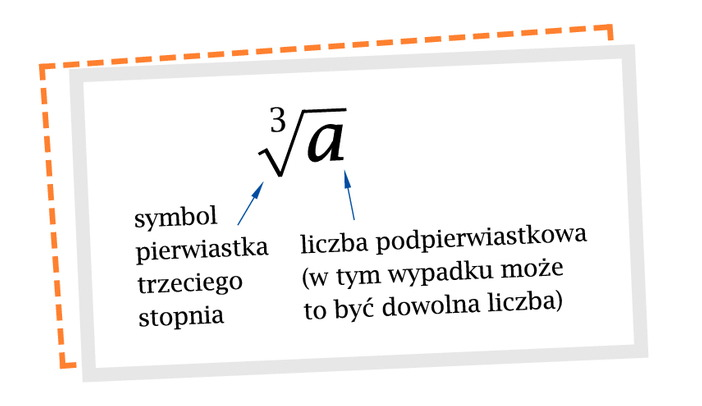 ∛a
symbol
pierwiastka
trzeciego
stopnia
liczba podpierwiastkowa
(w tym wypadku może
to być dowolna liczba)